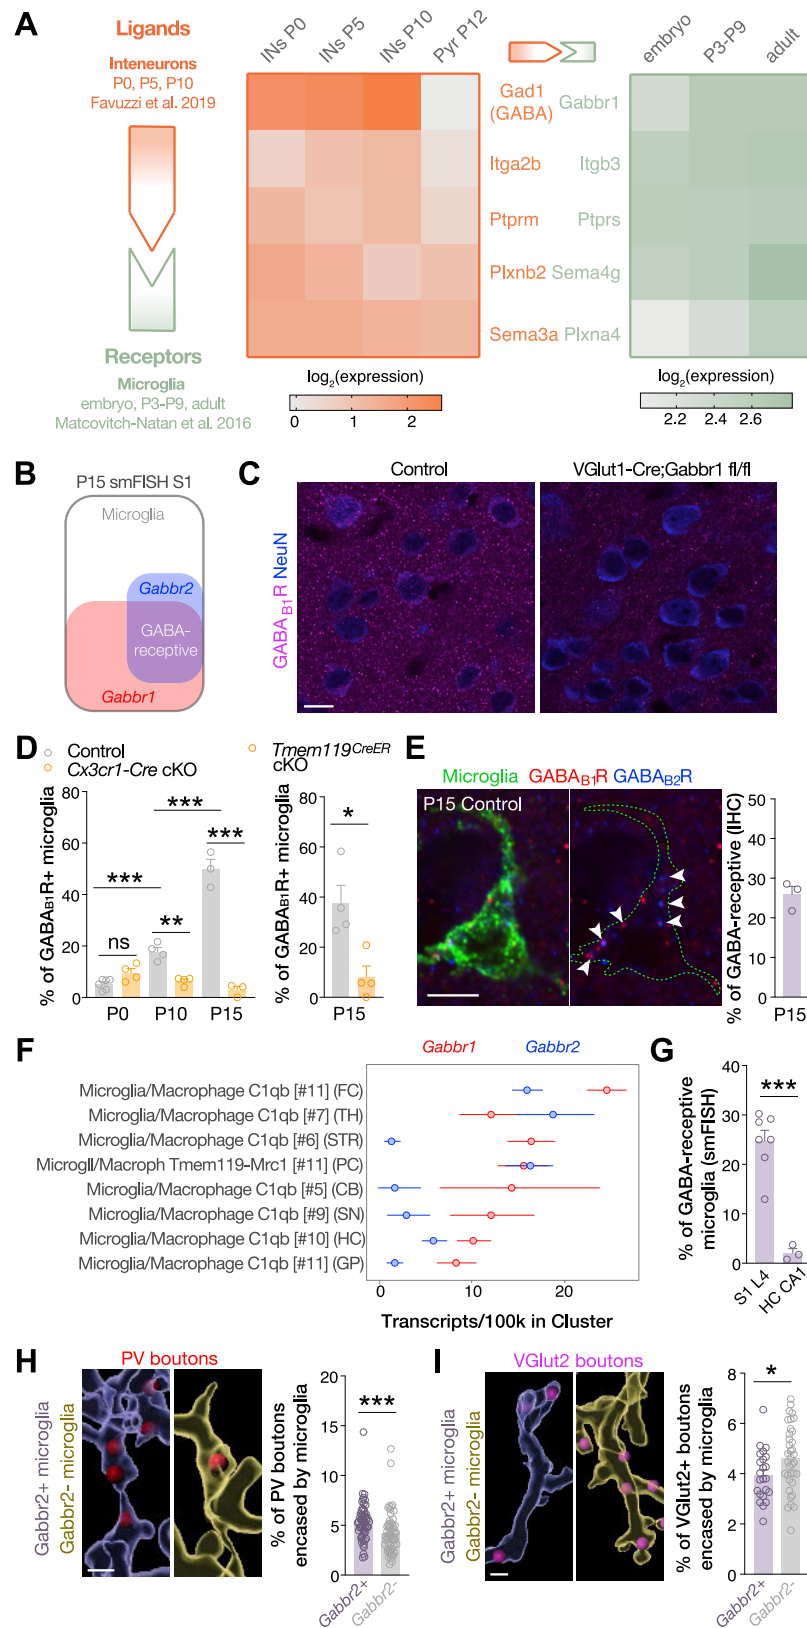 A
Ligands
Inteneurons
P0, P5, P10
Favuzzi et al. 2019
Receptors
Microglia
embryo, P3-P9, adult
Matcovitch-Natan et al. 2016
INs P0
INs P5
INs P10
Pyr P12
Gad1
(GABA)
Itga2b
Ptprm
Plxnb2
Sema3a
Gabbr1
Itgb3
Ptprs
Sema4g
Plxna4
embryo
P3-P9
adult
log2(expression)
0 1 2
log2(expression)
2.2 2.4 2.6
B
P15 smFISH S1
Microglia
Gabbr2
GABA-
receptive
Gabbr1
C
Control
VGlut1-Cre;Gabbr1 fl/fl
GABA B1R NeuN
D
Control
Cx3cr1-Cre cKO
Tmem119CreER
cKO
% of GABAB1R+ microglia
80
60
40
20
0
ns
***
**
***
***
P0 P10 P15
% of GABAB1R+ microglia
80
60
40
20
0
*
P15
E
Microglia GABAB1R GABAB2R
P15 Control
% of GABA-receptive (IHC)
50
40
30
20
10
0
P15
F
Gabbr1 Gabbr2
Microglia/Macrophage C1qb [#11] (FC)
Microglia/Macrophage C1qb [#7] (TH)
Microglia/Macrophage C1qb [#6] (STR)
Microgll/Macroph Tmem119-Mrc1 [#11] (PC)
Microglia/Macrophage C1qb [#5] (CB)
Microglia/Macrophage C1qb [#9] (SN)
Microglia/Macrophage C1qb [#10] (HC)
Microglia/Macrophage C1qb [#11] (GP)
0 10 20
Transcripts/100k in Cluster
G
% of GABA-receptive
microglia (smFISH)
40
30
20
10
0
***
S1 L4
HC CA1
H
PV boutons
Gabbr2+ microglia
Gabbr2- microglia
% of PV boutons
encased by microglia
20
15
10
5
0
***
Gabbr2+
Gabbr2-
I
VGlut2 boutons
Gabbr2+ microglia
Gabbr2- microglia
% of VGlut2+ boutons
encased by microglia
8
6
4
2
0
*
Gabbr2+
Gabbr2-